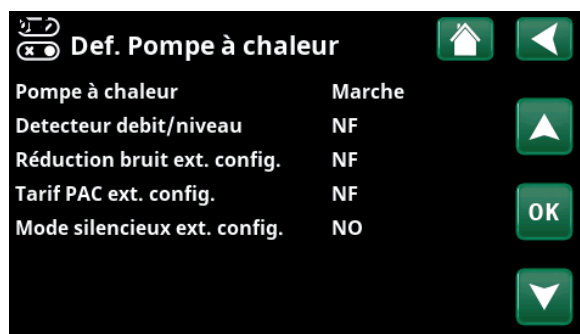 Def. Pompe à chaleur
Pompe à chaleur Marche
Detecteur debit/niveau NF
Réduction bruit ext. config. NF
Tarif PAC ext. config. NF
Mode silencieux ext. config. NO
OK